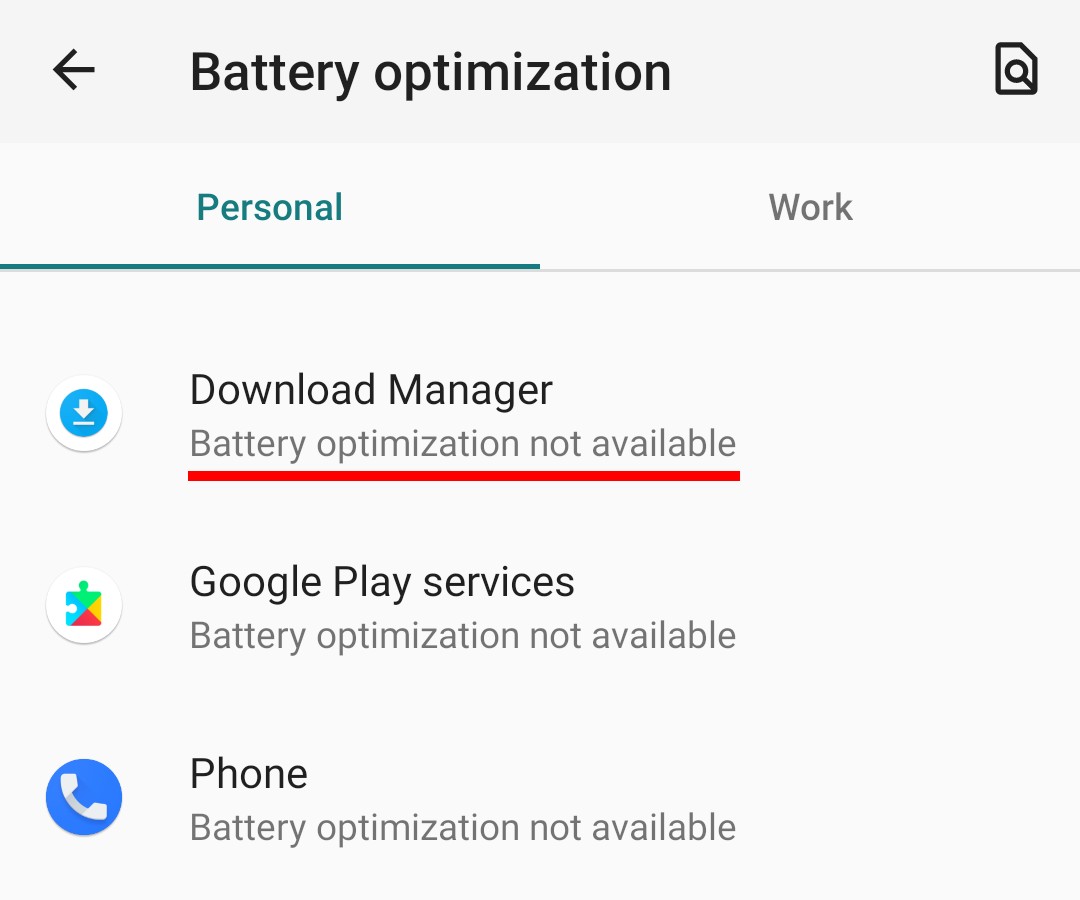 Battery optimization
Personal
Work
Download Manager
Battery optimization not available
Google Play services
Battery optimization not available
Phone
Battery optimization not available